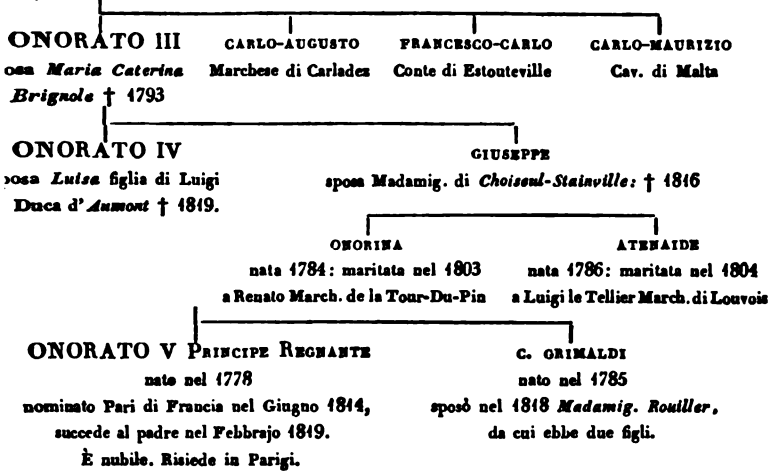 ONORATO III
CARLO-AUGUSTO
FRANCESCO-CARLO
CARLO-MAURIZIO
osa Maria Caterina
Marchese di Carladez
Conte di Estouteville
Cav. di Malta
Brignole † 1793
ONORATO IV
GIUSEPPE
posa Luisa figlia di Luigi
sposa Madamig. di Choiseul-Stainville: † 1816
Duca d'Aumont † 1819.
ONORINA
ATENAIDE
nata 1784: maritata nel 1803
nata 1786: maritata nel 1804
a Renato March. de la Tour-Du-Pin
a Luigi le Tellier March. di Louvois
ONORATO V PRINCIPE REGNANTE
C. GRIMALDI
nato nel 1778
nato nel 1785
nominato Pari di Francia nel Giugno 1814,
sposò nel 1818 Madamig. Rouiller,
succede al padre nel Febbrajo 1819.
da cui ebbe due figli.
È nubile. Risiede in Parigi.